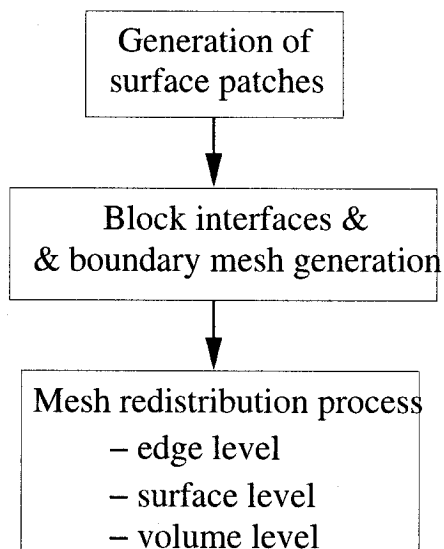 Generation of
surface patches
Block interfaces &
& boundary mesh generation
Mesh redistribution process
– edge level
– surface level
– volume level